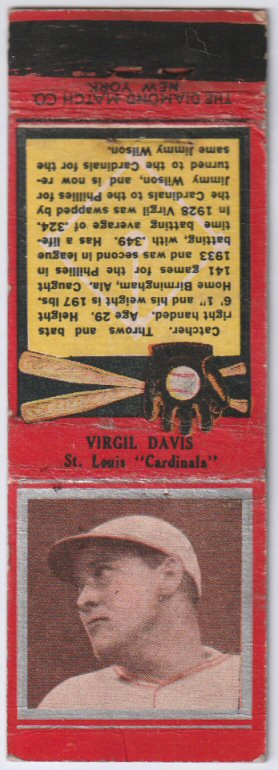 VIRGIL DAVIS
St. Louis "Cardinals"
Catcher. Throws and bats
right handed. Age 29. Height
6' 1" and his weight is 197 lbs.
Home Birmingham, Ala. Caught
141 games for the Phillies in
1933 and was second in league
batting, with .349. Has a life-
time batting average of .324.
In 1928 Virgil was swapped by
the Cardinals to the Phillies for
Jimmy Wilson, and is now re-
turned to the Cardinals for the
same Jimmy Wilson.
THE DIAMOND MATCH CO.
NEW YORK